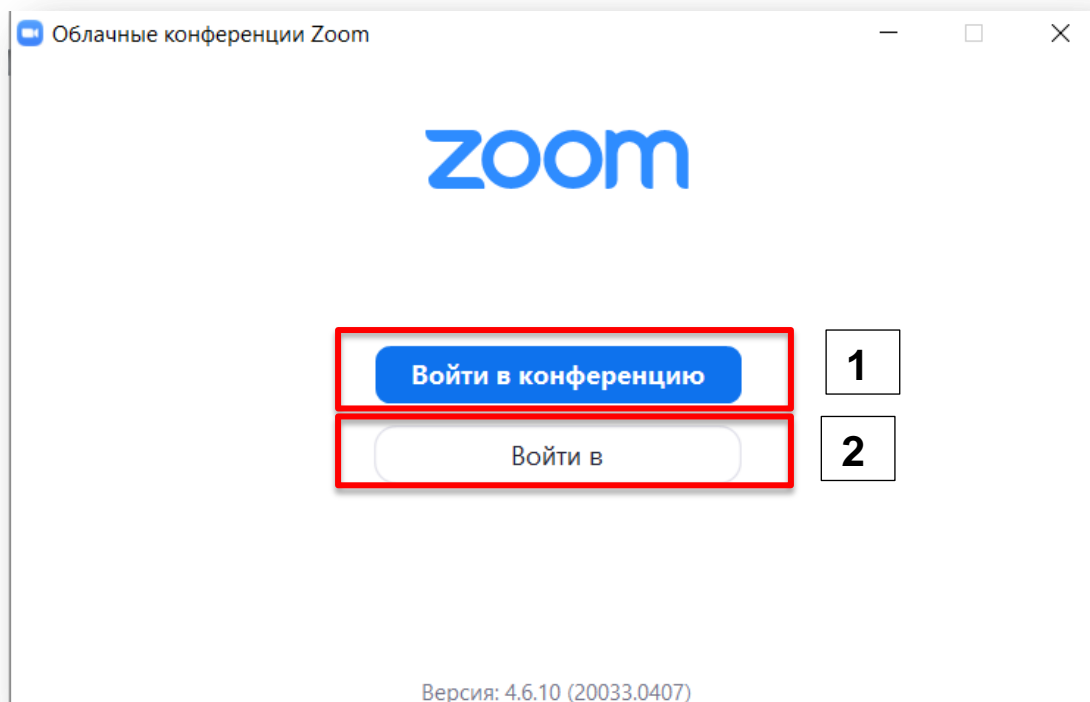 Облачные конференции Zoom
zoom
Войти в конференцию
1
Войти в
2
Версия: 4.6.10 (20033.0407)